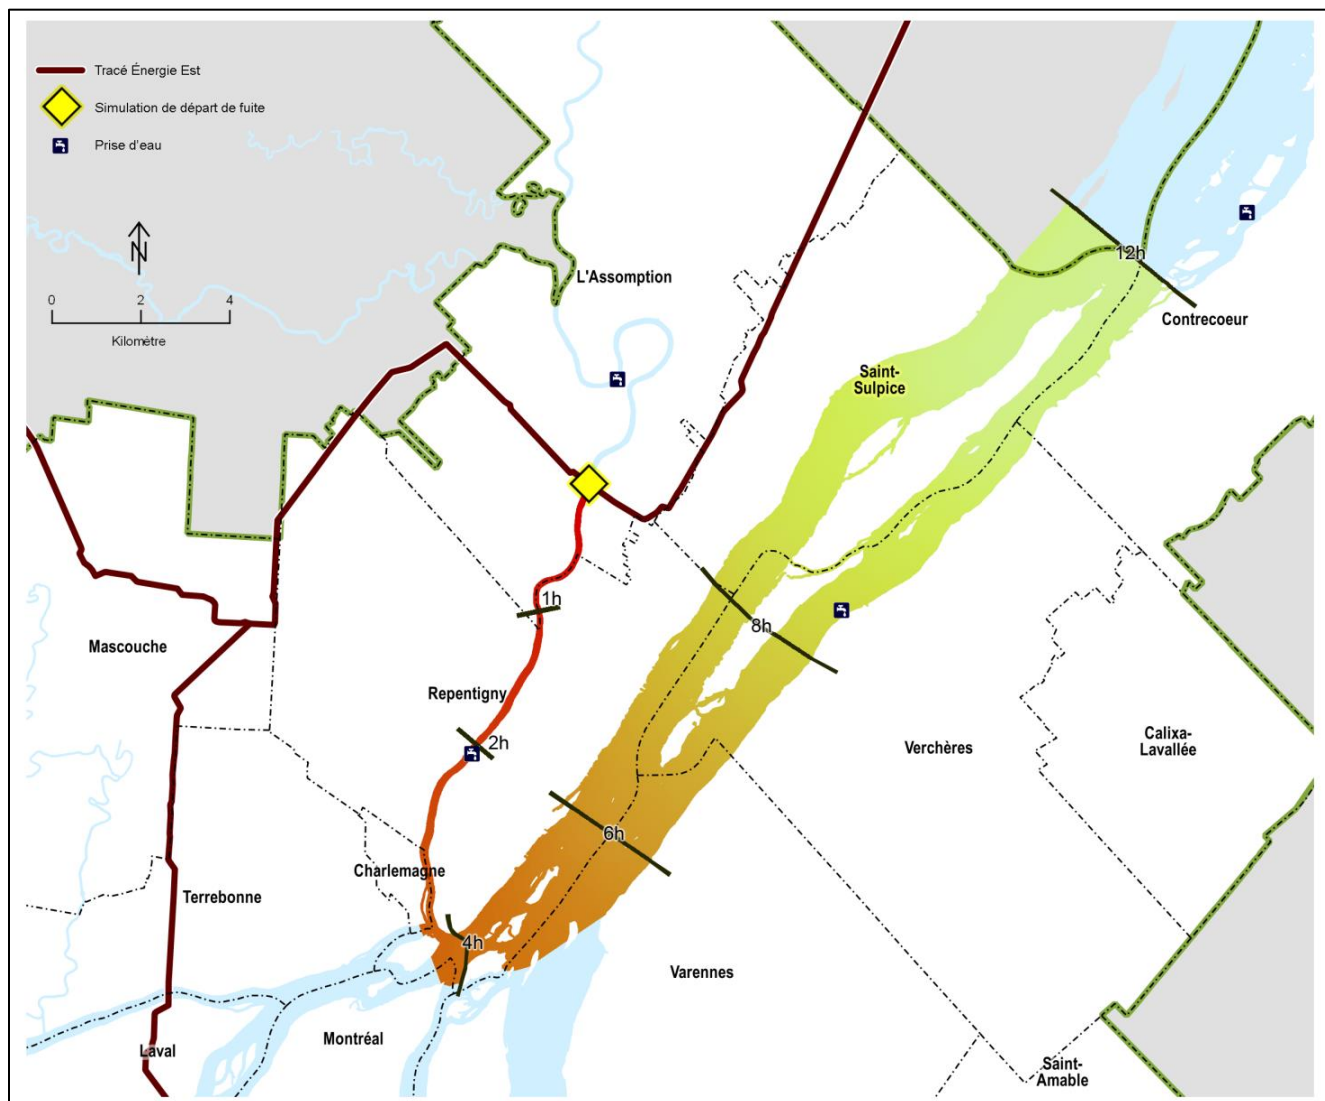 Tracé Énergie Est
Simulation de départ de fuite
Prise d'eau
N
0 2 4
Kilométre
L'Assomption
12h
Contrecoeur
Saint-
Sulpice
1h
8h
Mascouche
Repentigny
2h
Verchères
Calixa-
Lavallée
6h
Charlemagne
Terrebonne
4h
Varennes
Montréal
Laval
Saint-
Amable